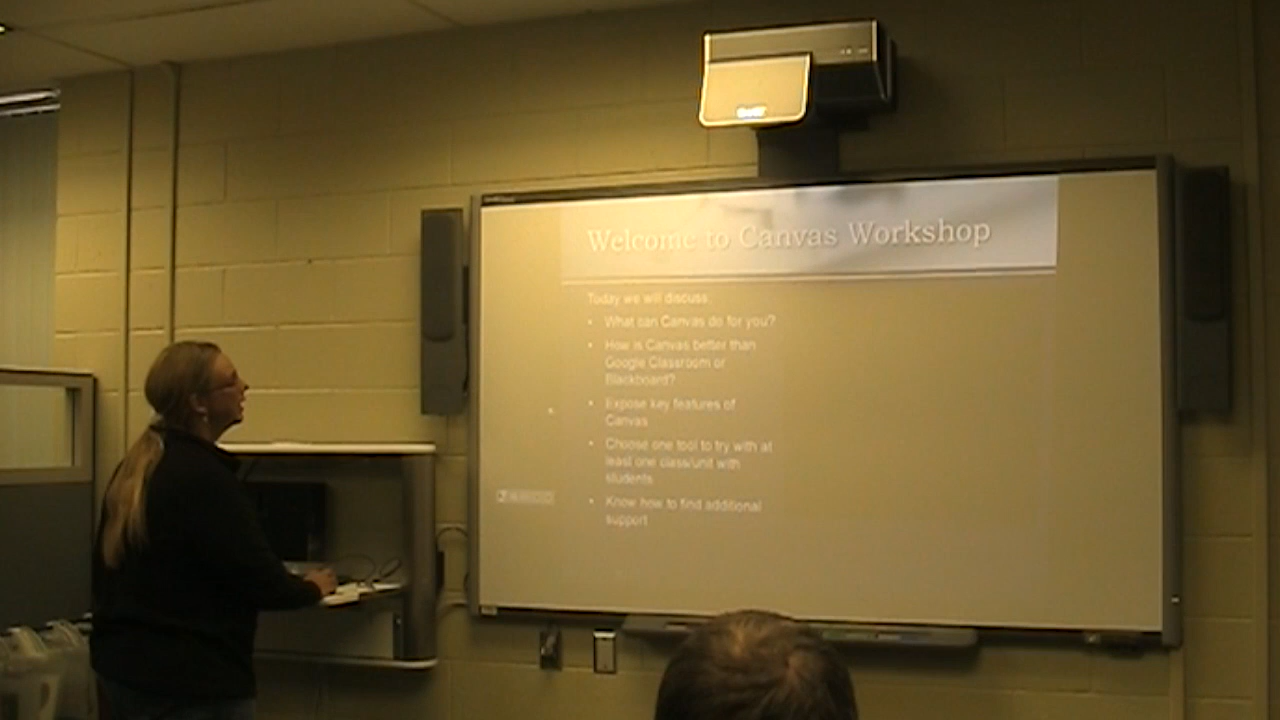 Welcome to Canvas Workshop
Today we will discuss:
• What can Canvas do for you?
• How is Canvas better than
Google Classroom or
Blackboard?
• Expose key features of
Canvas
• Choose one tool to try with at
least one class/unit with
students
• Know how to find additional
support